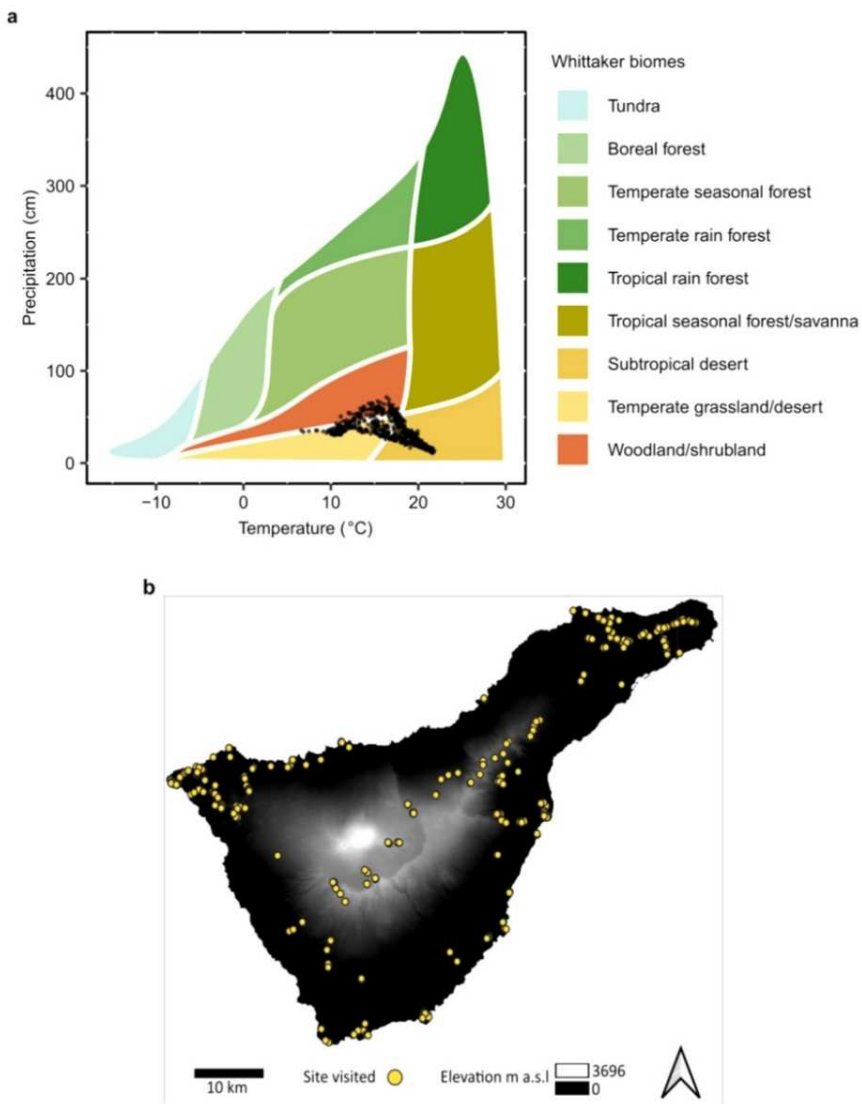 a
Precipitation (cm)
400
300
200
100
0
−10
0
10
20
30
Temperature (°C)
Whittaker biomes
Tundra
Boreal forest
Temperate seasonal forest
Temperate rain forest
Tropical rain forest
Tropical seasonal forest/savanna
Subtropical desert
Temperate grassland/desert
Woodland/shrubland
b
10 km
Site visited
Elevation m a.s.l
3696
0